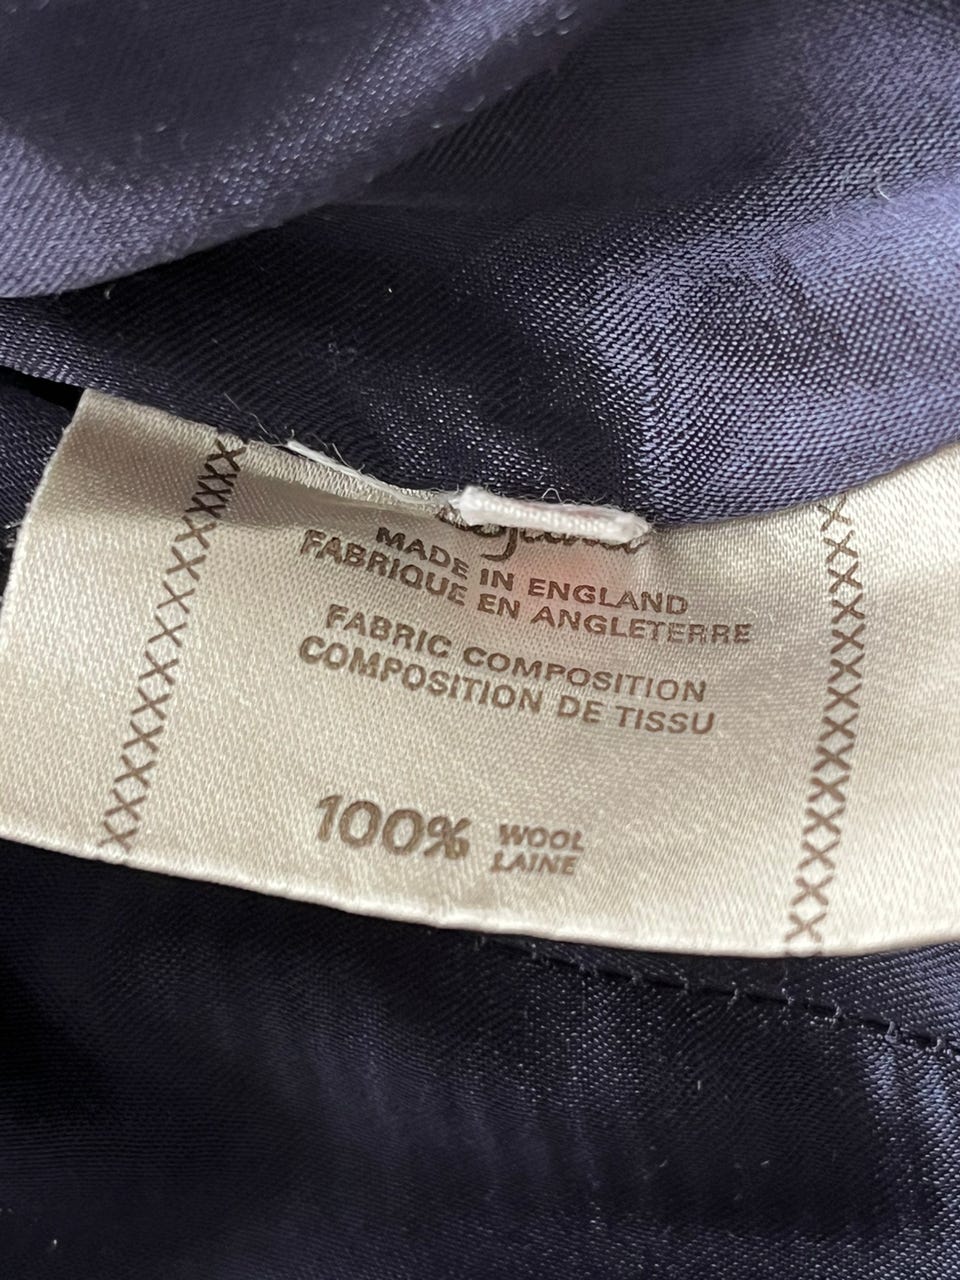 MADE IN ENGLAND
FABRIQUE EN ANGLETERRE
FABRIC COMPOSITION
COMPOSITION DE TISSU
100% WOOL
LAINE